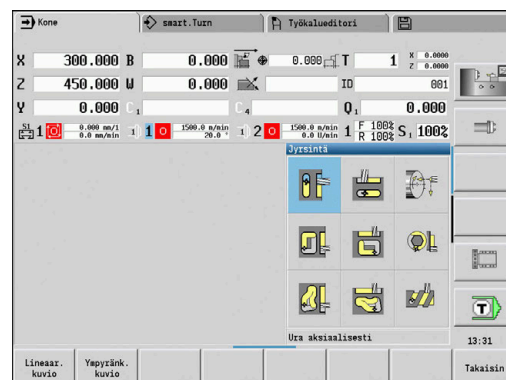 Kone smart.Turn Työkalueditori
X 300.000 B 0.000 0.000 T 1 X 0.0000
Z 0.0000
Z 450.000 W 0.000 ID 001
Y 0.000 C1 C4 Q1 0.000
S1 1 0.000 mm/1 1) 1 1500.0 m/min 1) 2 1500.0 m/min 1 F 100% S1 100%
0.0 mm/min 20.0 ° 0.0 U/min R 100%
Jyrsintä
Ura aksiaalisesti
T
13:31
Lineaar. Ympyränk. Takaisin
kuvio kuvio